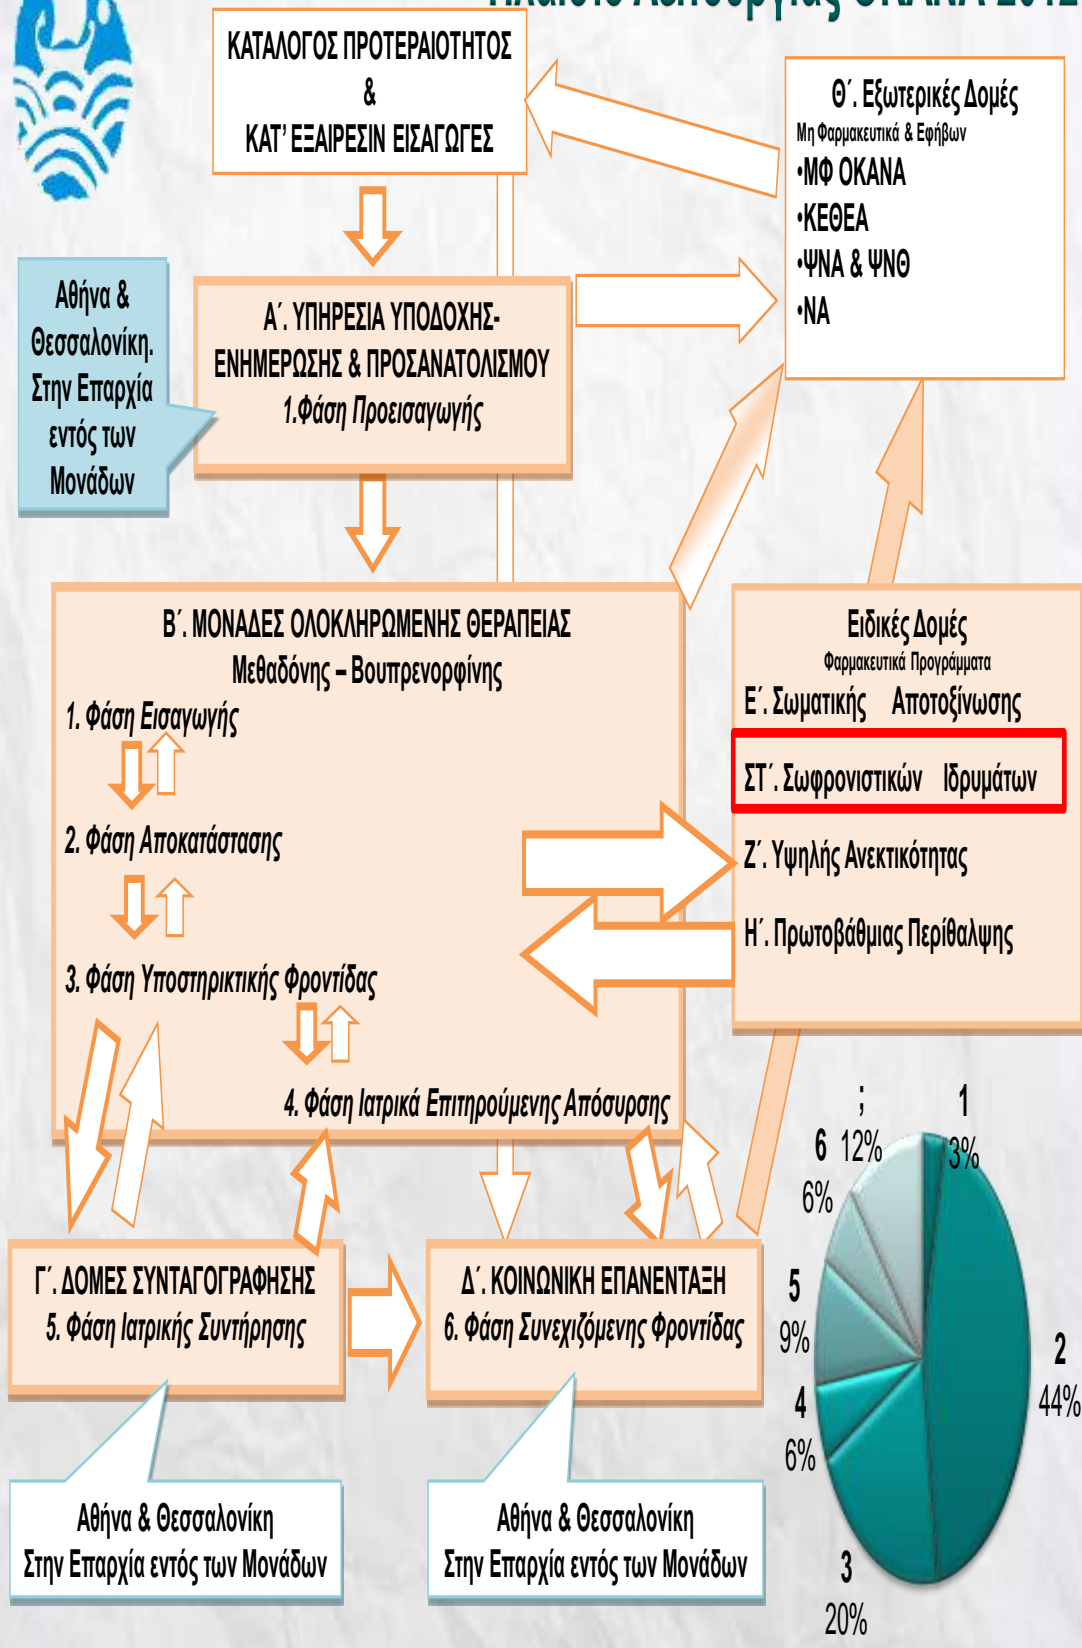 Πλαίσιο Λειτουργίας ΟΚΑΝΑ 2012
ΚΑΤΑΛΟΓΟΣ ΠΡΟΤΕΡΑΙΟΤΗΤΟΣ
&
ΚΑΤ’ ΕΞΑΙΡΕΣΙΝ ΕΙΣΑΓΩΓΕΣ
Θ΄. Εξωτερικές Δομές
Μη Φαρμακευτικά & Εφήβων
•ΜΦ ΟΚΑΝΑ
•ΚΕΘΕΑ
•ΨΝΑ & ΨΝΘ
•ΝΑ
Αθήνα &
Θεσσαλονίκη.
Στην Επαρχία
εντός των
Μονάδων
Α΄. ΥΠΗΡΕΣΙΑ ΥΠΟΔΟΧΗΣ-
ΕΝΗΜΕΡΩΣΗΣ & ΠΡΟΣΑΝΑΤΟΛΙΣΜΟΥ
1.Φάση Προεισαγωγής
Β΄. ΜΟΝΑΔΕΣ ΟΛΟΚΛΗΡΩΜΕΝΗΣ ΘΕΡΑΠΕΙΑΣ
Μεθαδόνης – Βουπρενορφίνης
1. Φάση Εισαγωγής
2. Φάση Αποκατάστασης
3. Φάση Υποστηρικτικής Φροντίδας
4. Φάση Ιατρικά Επιτηρούμενης Απόσυρσης
Ειδικές Δομές
Φαρμακευτικά Προγράμματα
Ε΄. Σωματικής Αποτοξίνωσης
ΣΤ΄. Σωφρονιστικών Ιδρυμάτων
Ζ΄. Υψηλής Ανεκτικότητας
Η΄. Πρωτοβάθμιας Περίθαλψης
Γ΄. ΔΟΜΕΣ ΣΥΝΤΑΓΟΓΡΑΦΗΣΗΣ
5. Φάση Ιατρικής Συντήρησης
Δ΄. ΚΟΙΝΩΝΙΚΗ ΕΠΑΝΕΝΤΑΞΗ
6. Φάση Συνεχιζόμενης Φροντίδας
Αθήνα & Θεσσαλονίκη
Στην Επαρχία εντός των Μονάδων
Αθήνα & Θεσσαλονίκη
Στην Επαρχία εντός των Μονάδων
;
12%
1
3%
6
6%
5
9%
2
44%
4
6%
3
20%